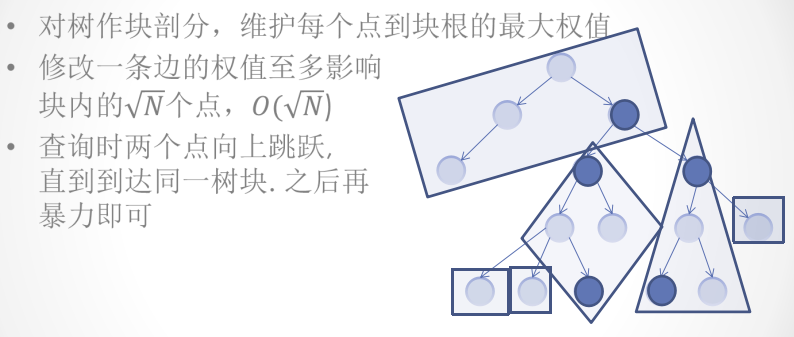 • 对树作块剖分，维护每个点到块根的最大权值
• 修改一条边的权值至多影响
块内的√N个点，O(√N)
• 查询时两个点向上跳跃,
直到到达同一树块. 之后再
暴力即可